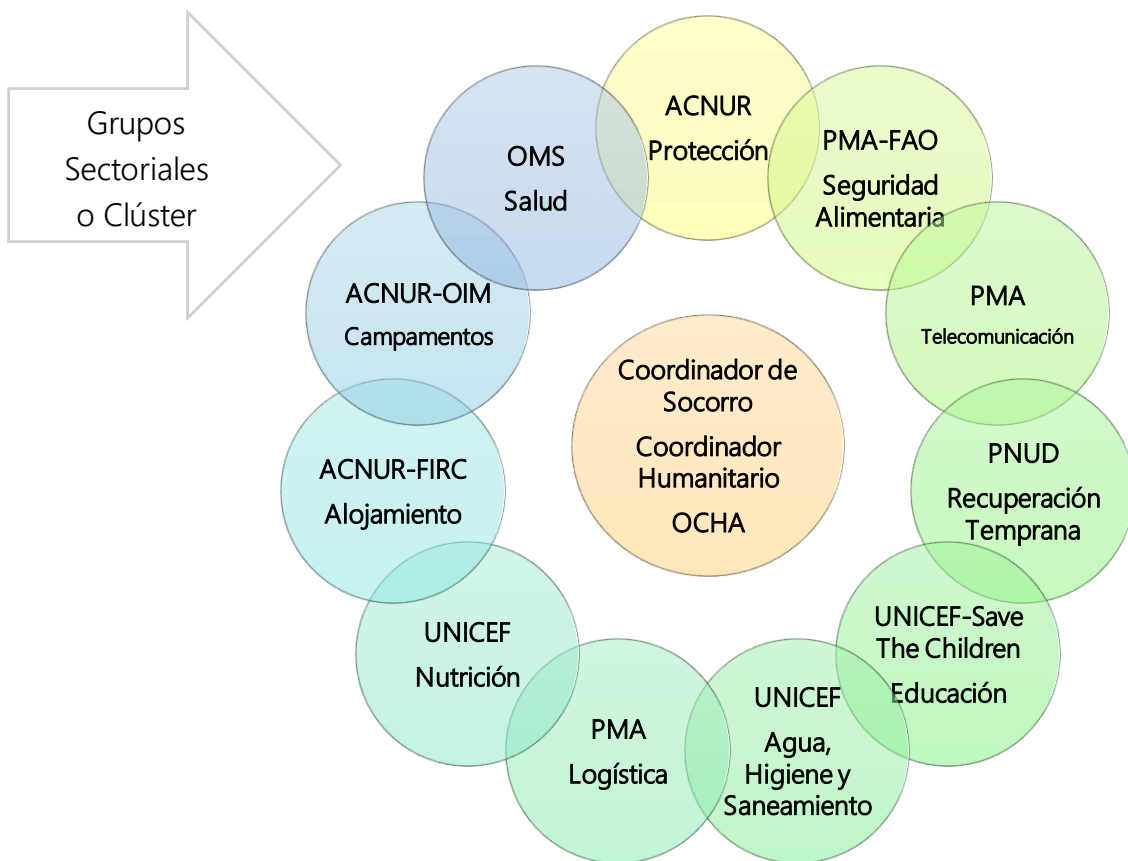 Grupos
Sectoriales
o Clúster
ACNUR
Protección
PMA-FAO
Seguridad
Alimentaria
PMA
Telecomunicación
PNUD
Recuperación
Temprana
UNICEF-Save
The Children
Educación
UNICEF
Agua,
Higiene y
Saneamiento
PMA
Logística
UNICEF
Nutrición
ACNUR-FIRC
Alojamiento
ACNUR-OIM
Campamentos
OMS
Salud
Coordinador de
Socorro
Coordinador
Humanitario
OCHA